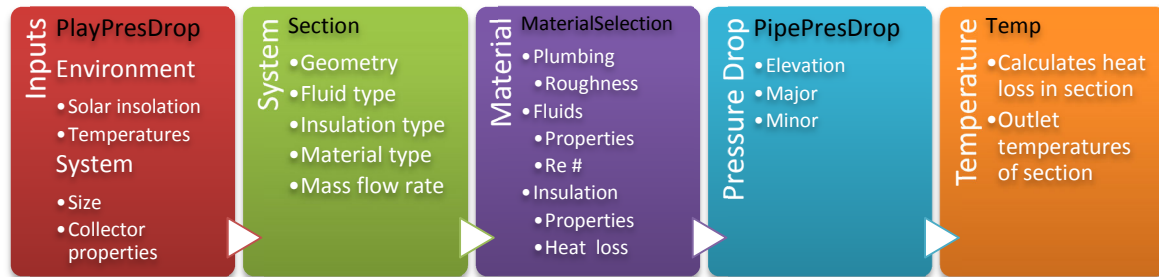 Inputs
PlayPresDrop
Environment
•Solar insolation
•Temperatures
System
•Size
•Collector
properties
System
Section
•Geometry
•Fluid type
•Insulation type
•Material type
•Mass flow rate
Material
MaterialSelection
•Plumbing
•Roughness
•Fluids
•Properties
•Re #
•Insulation
•Properties
•Heat loss
Pressure Drop
PipePresDrop
•Elevation
•Major
•Minor
Temperature
Temp
•Calculates heat
loss in section
•Outlet
temperatures
of section